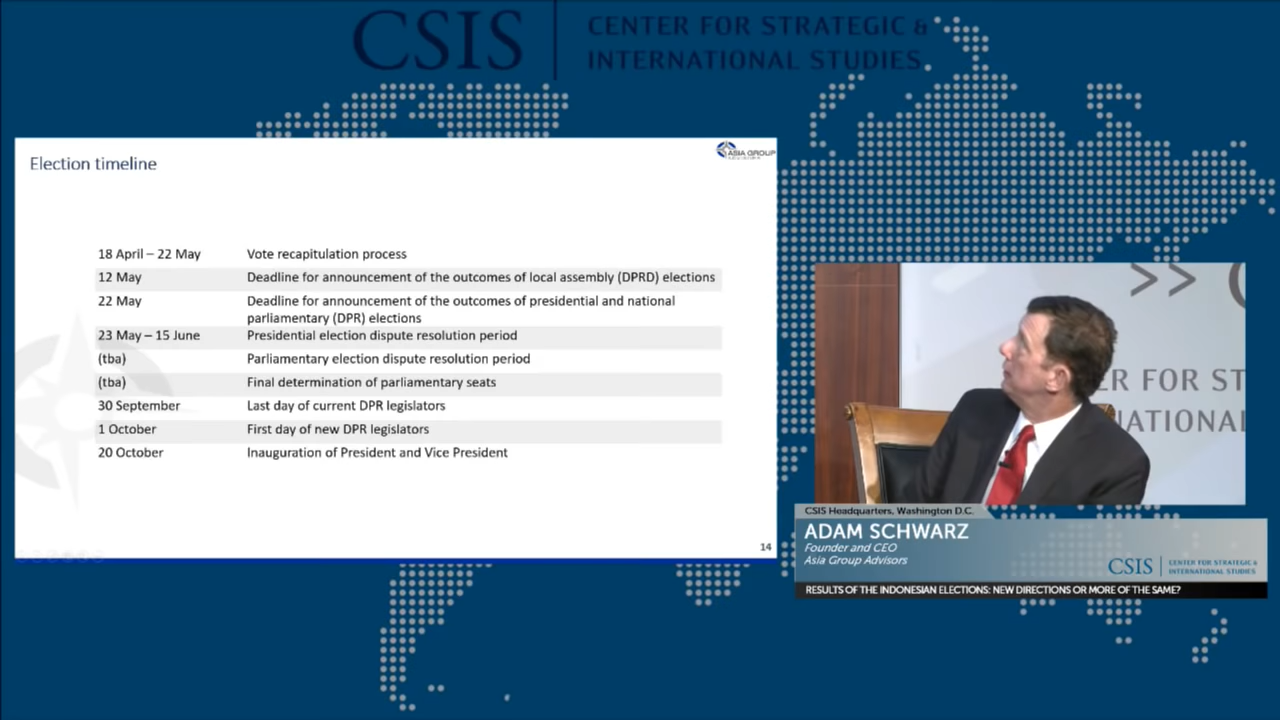 CSIS
CENTER FOR STRATEGIC &
INTERNATIONAL STUDIES
Election timeline
ASIA GROUP
18 April – 22 May Vote recapitulation process
12 May Deadline for announcement of the outcomes of local assembly (DPRD) elections
22 May Deadline for announcement of the outcomes of presidential and national
parliamentary (DPR) elections
23 May – 15 June Presidential election dispute resolution period
(tba) Parliamentary election dispute resolution period
(tba) Final determination of parliamentary seats
30 September Last day of current DPR legislators
1 October First day of new DPR legislators
20 October Inauguration of President and Vice President
14
>>
ER FOR ST
NATIONAL
CSIS Headquarters, Washington D.C.
ADAM SCHWARZ
Founder and CEO
Asia Group Advisors
CSIS
CENTER FOR STRATEGIC &
INTERNATIONAL STUDIES
RESULTS OF THE INDONESIAN ELECTIONS: NEW DIRECTIONS OR MORE OF THE SAME?